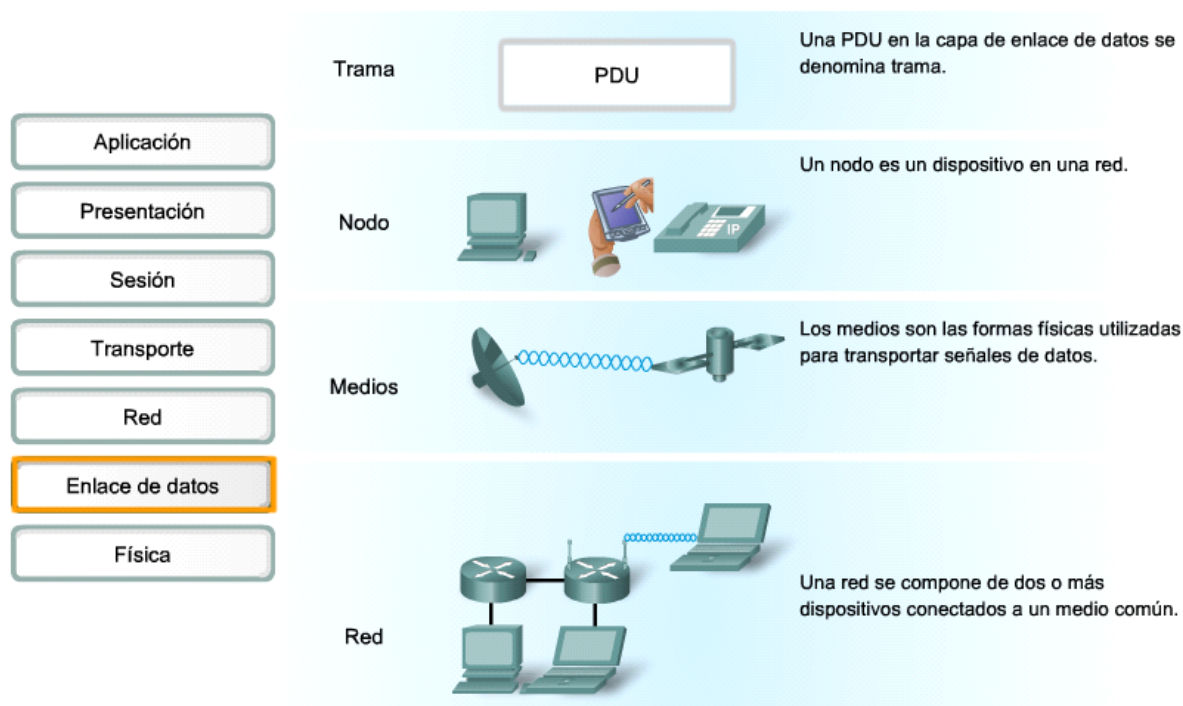 Aplicación
Presentación
Sesión
Transporte
Red
Enlace de datos
Física
Trama
PDU
Una PDU en la capa de enlace de datos se
denomina trama.
Nodo
IP
Un nodo es un dispositivo en una red.
Medios
Los medios son las formas físicas utilizadas
para transportar señales de datos.
Red
Una red se compone de dos o más
dispositivos conectados a un medio común.